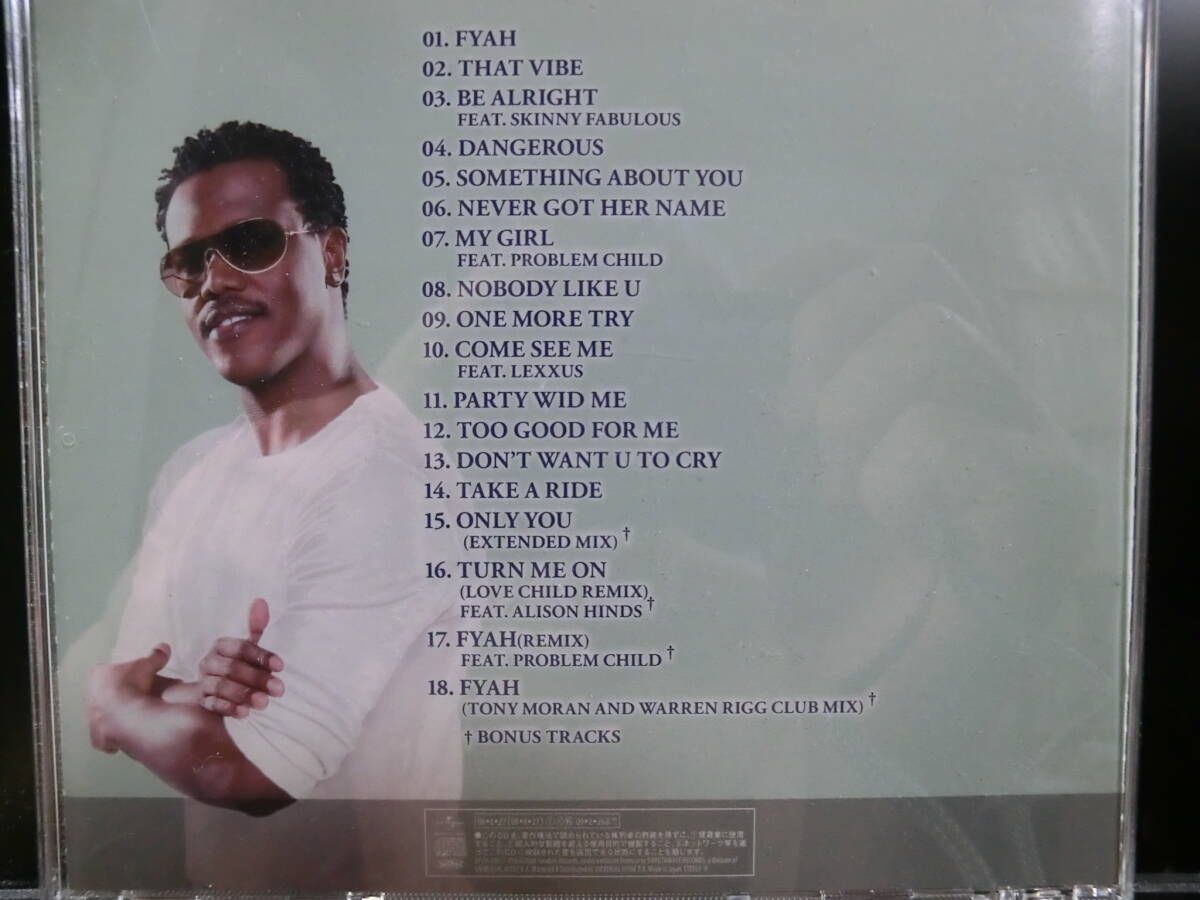 01. FYAH
02. THAT VIBE
03. BE ALRIGHT
FEAT. SKINNY FABULOUS
04. DANGEROUS
05. SOMETHING ABOUT YOU
06. NEVER GOT HER NAME
07. MY GIRL
FEAT. PROBLEM CHILD
08. NOBODY LIKE U
09. ONE MORE TRY
10. COME SEE ME
FEAT. LEXXUS
11. PARTY WID ME
12. TOO GOOD FOR ME
13. DON'T WANT U TO CRY
14. TAKE A RIDE
15. ONLY YOU
(EXTENDED MIX) †
16. TURN ME ON
(LOVE CHILD REMIX)
FEAT. ALISON HINDS †
17. FYAH(REMIX)
FEAT. PROBLEM CHILD †
18. FYAH
(TONY MORAN AND WARREN RIGG CLUB MIX) †
† BONUS TRACKS